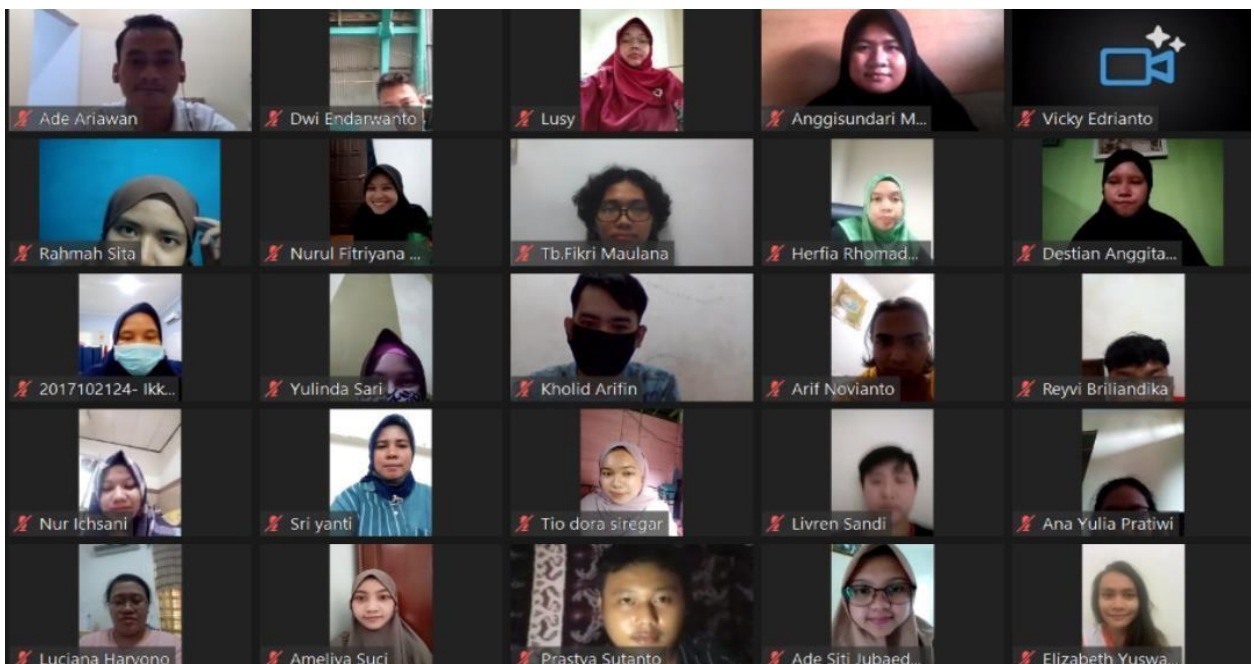 Ade Ariawan
Dwi Endarwanto
Lusy
Anggisundari M...
Vicky Edrianto
Rahmah Sita
Nurul Fitriyana ...
Tb.Fikri Maulana
Herfia Rhomad...
Destian Anggita...
2017102124- Ikk...
Yulinda Sari
Kholid Arifin
Arif Novianto
Reyvi Briliandika
Nur Ichsani
Sri yanti
Tio dora siregar
Livren Sandi
Ana Yulia Pratiwi
Luciana Haryono
Ameliya Suci
Prastya Sutanto
Ade Siti Jubaed...
Elizabeth Yuswa...